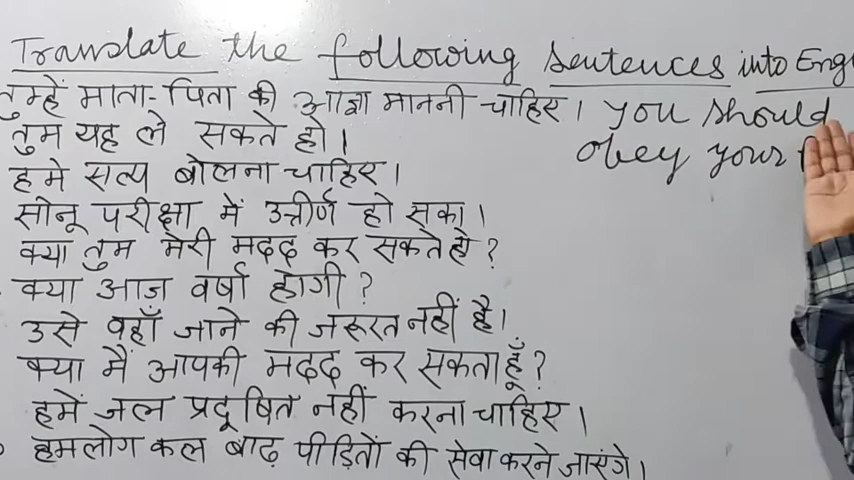 Translate the following sentences into Eng
तुम्हें माता-पिता की आज्ञा माननी चाहिए। you should
obey your
तुम यह ले सकते हो।
हमे सत्य बोलना चाहिए।
सोनू परीक्षा में उत्तीर्ण हो सका।
क्या तुम मेरी मदद कर सकते हो?
क्या आज वर्षा होगी?
उसे वहाँ जाने की जरूरत नहीं है।
क्या मैं आपकी मदद कर सकता हूँ?
हमें जल प्रदूषित नहीं करना चाहिए।
हमलोग कल बाढ़ पीड़ितों की सेवा करने जाएंगे।